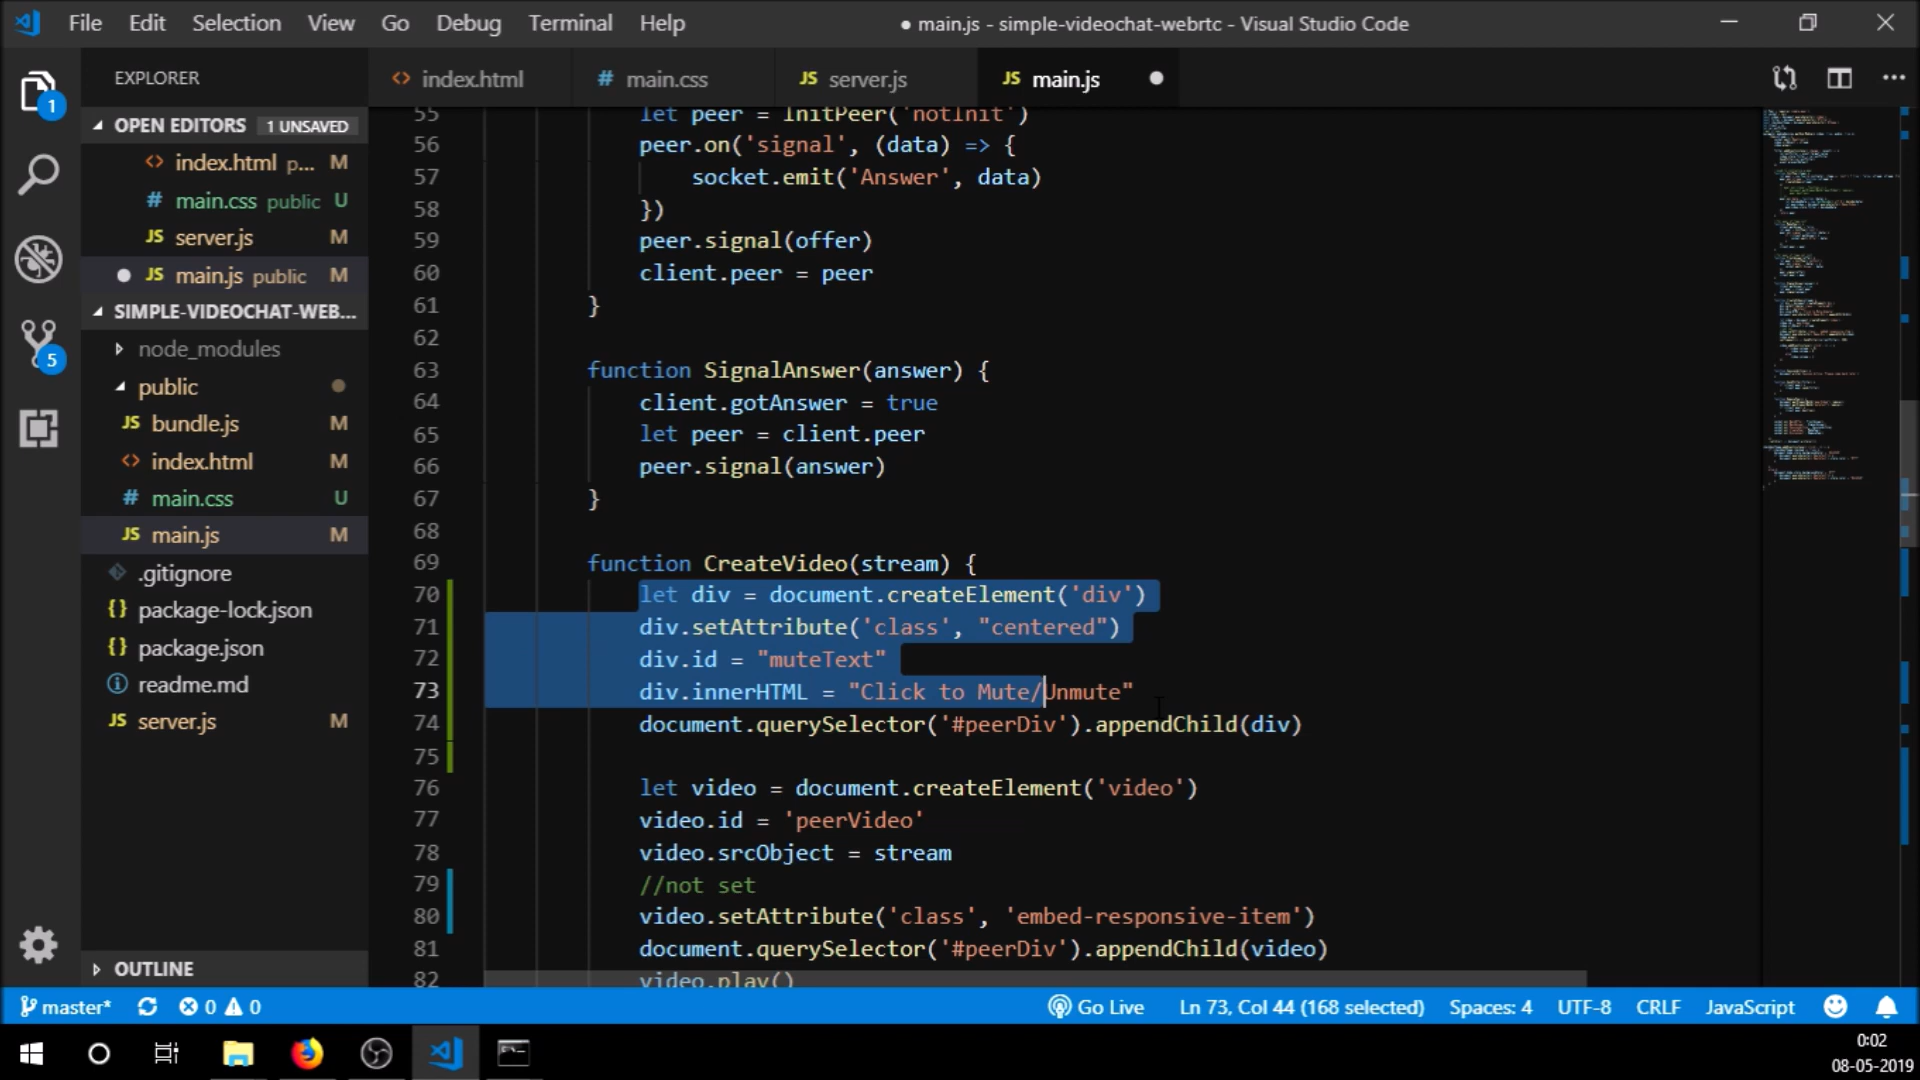 File Edit Selection View Go Debug Terminal Help
● main.js - simple-videochat-webrtc - Visual Studio Code
EXPLORER
OPEN EDITORS 1 UNSAVED
<> index.html p... M
# main.css public U
JS server.js M
● JS main.js public M
SIMPLE-VIDEOCHAT-WEB...
node_modules
public
JS bundle.js M
<> index.html M
# main.css U
JS main.js M
.gitignore
{} package-lock.json
{} package.json
readme.md
JS server.js
OUTLINE
1
5
<> index.html # main.css JS server.js JS main.js
55 let peer = InitPeer('notInit')
56 peer.on('signal', (data) => {
57 socket.emit('Answer', data)
58 })
59 peer.signal(offer)
60 client.peer = peer
61 }
62
63 function SignalAnswer(answer) {
64 client.gotAnswer = true
65 let peer = client.peer
66 peer.signal(answer)
67 }
68
69 function CreateVideo(stream) {
70 let div = document.createElement('div')
71 div.setAttribute('class', "centered")
72 div.id = "muteText"
73 div.innerHTML = "Click to Mute/Unmute"
74 document.querySelector('#peerDiv').appendChild(div)
75
76 let video = document.createElement('video')
77 video.id = 'peerVideo'
78 video.srcObject = stream
79 //not set
80 video.setAttribute('class', 'embed-responsive-item')
81 document.querySelector('#peerDiv').appendChild(video)
82 video.play()
master* 0 0 Go Live Ln 73, Col 44 (168 selected) Spaces: 4 UTF-8 CRLF JavaScript
0:02
08-05-2019